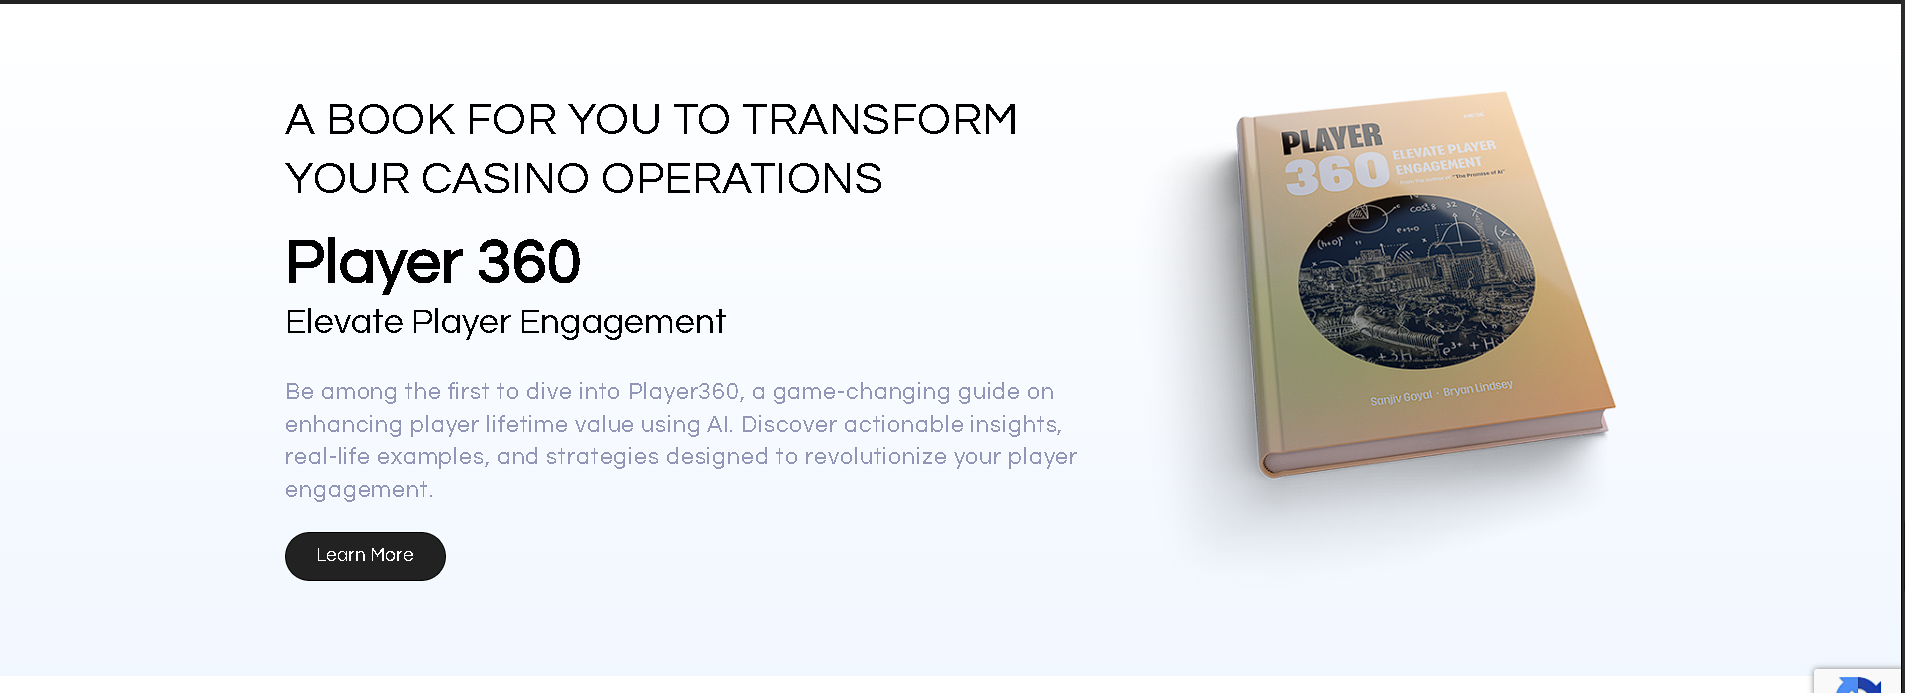 A BOOK FOR YOU TO TRANSFORM
YOUR CASINO OPERATIONS
Player 360
Elevate Player Engagement
Be among the first to dive into Player360, a game-changing guide on
enhancing player lifetime value using AI. Discover actionable insights,
real-life examples, and strategies designed to revolutionize your player
engagement.
Learn More
PLAYER
360
ELEVATE PLAYER
ENGAGEMENT
From the author of "The Promise of AI"
Sanjiv Goyal · Bryan Lindsey